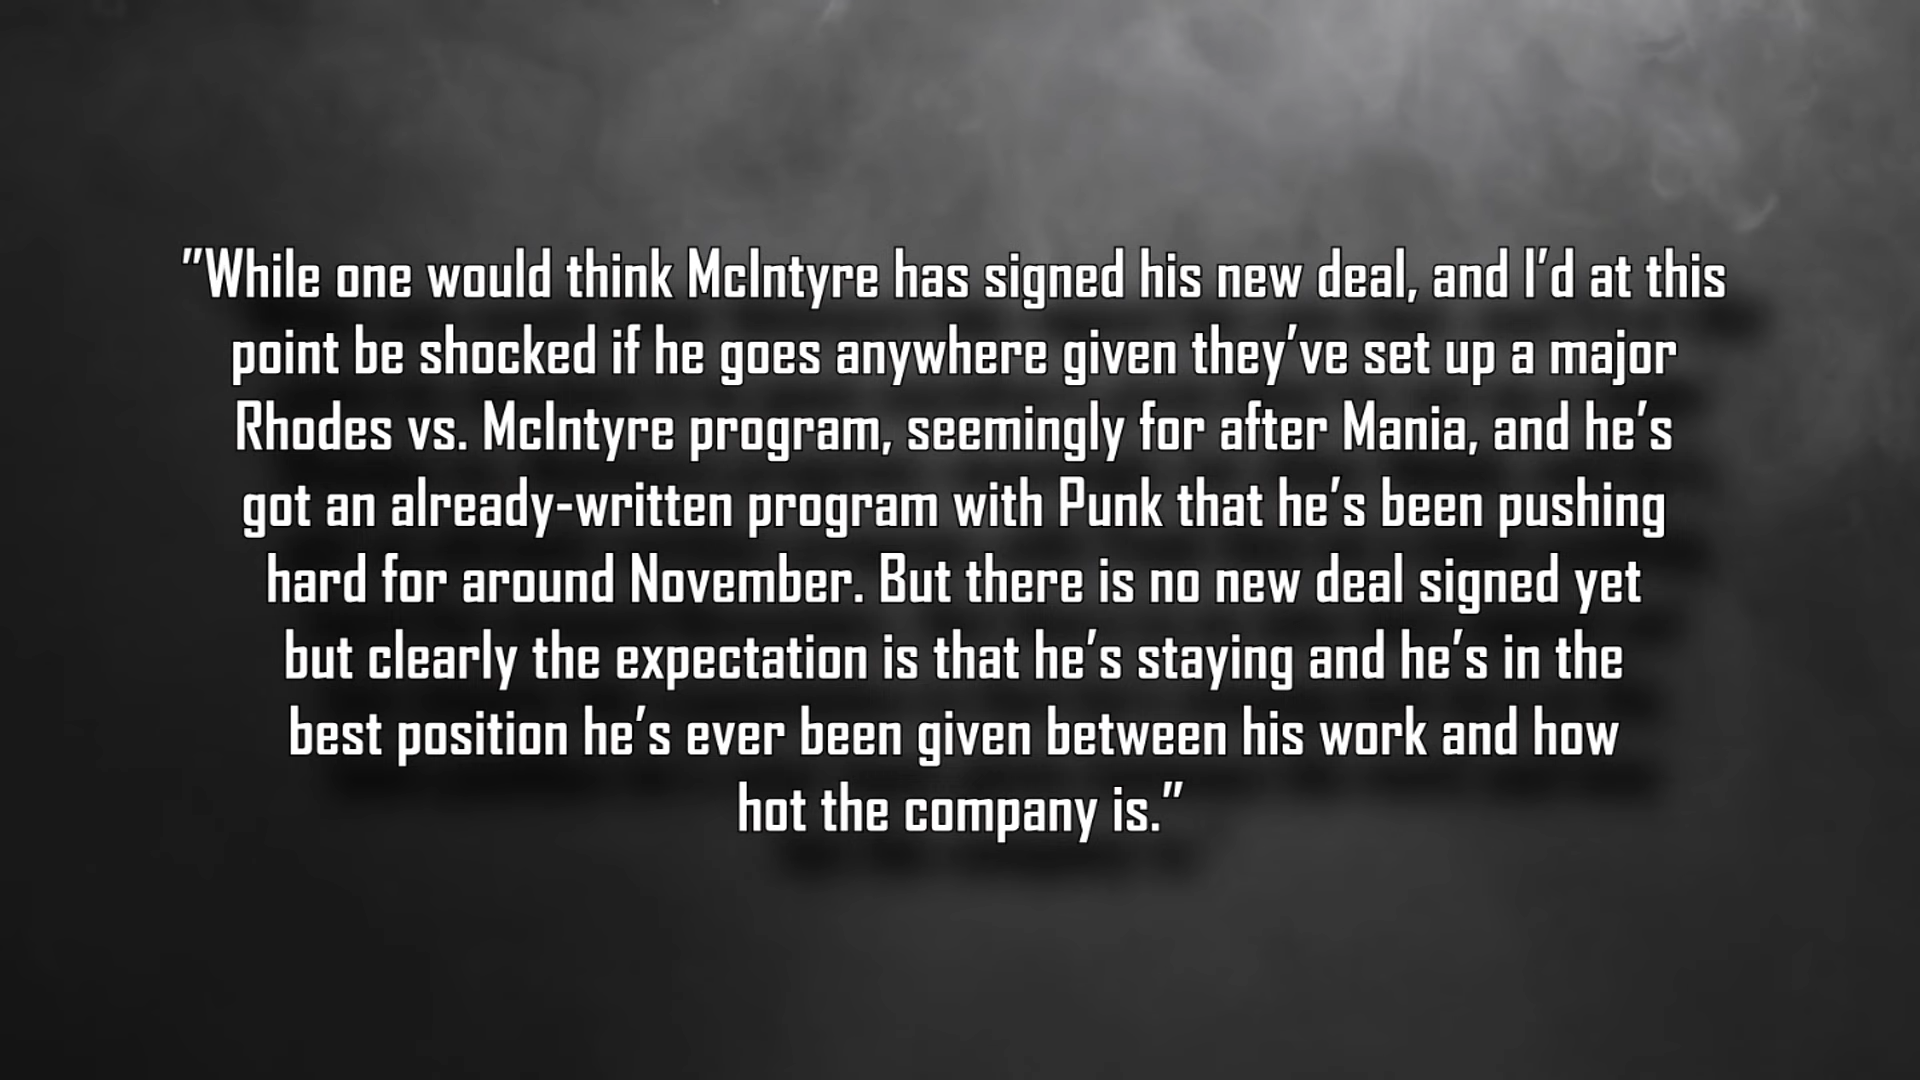 "While one would think McIntyre has signed his new deal, and I'd at this
point be shocked if he goes anywhere given they've set up a major
Rhodes vs. McIntyre program, seemingly for after Mania, and he's
got an already-written program with Punk that he's been pushing
hard for around November. But there is no new deal signed yet
but clearly the expectation is that he's staying and he's in the
best position he's ever been given between his work and how
hot the company is."